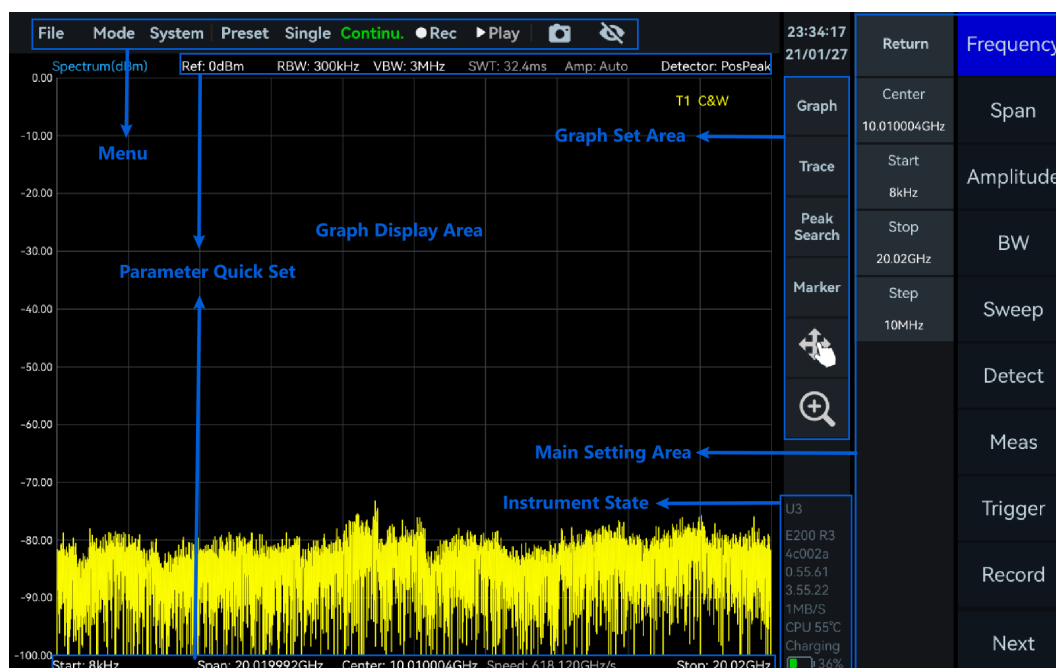 File Mode System Preset Single Continu. Rec Play
23:34:17
21/01/27
Return
Frequency
Spectrum(dBm) Ref: 0dBm RBW: 300kHz VBW: 3MHz SWT: 32.4ms Amp: Auto Detector: PosPeak
0.00
T1 C&W
Graph
Center
10.010004GHz
Span
-10.00
Menu
Graph Set Area
Trace
Start
8kHz
Amplitude
-20.00
Graph Display Area
Peak
Search
Stop
20.02GHz
BW
-30.00
Parameter Quick Set
Marker
Step
10MHz
Sweep
-40.00
-50.00
Detect
-60.00
Main Setting Area
Meas
-70.00
Instrument State
U3
E200 R3
4c002a
0.55.61
3.55.22
1MB/S
CPU 55°C
Charging
36%
Trigger
-80.00
Record
-90.00
Next
-100.00
Start: 8kHz Span: 20.019992GHz Center: 10.010004GHz Speed: 618.120GHz/s Stop: 20.02GHz